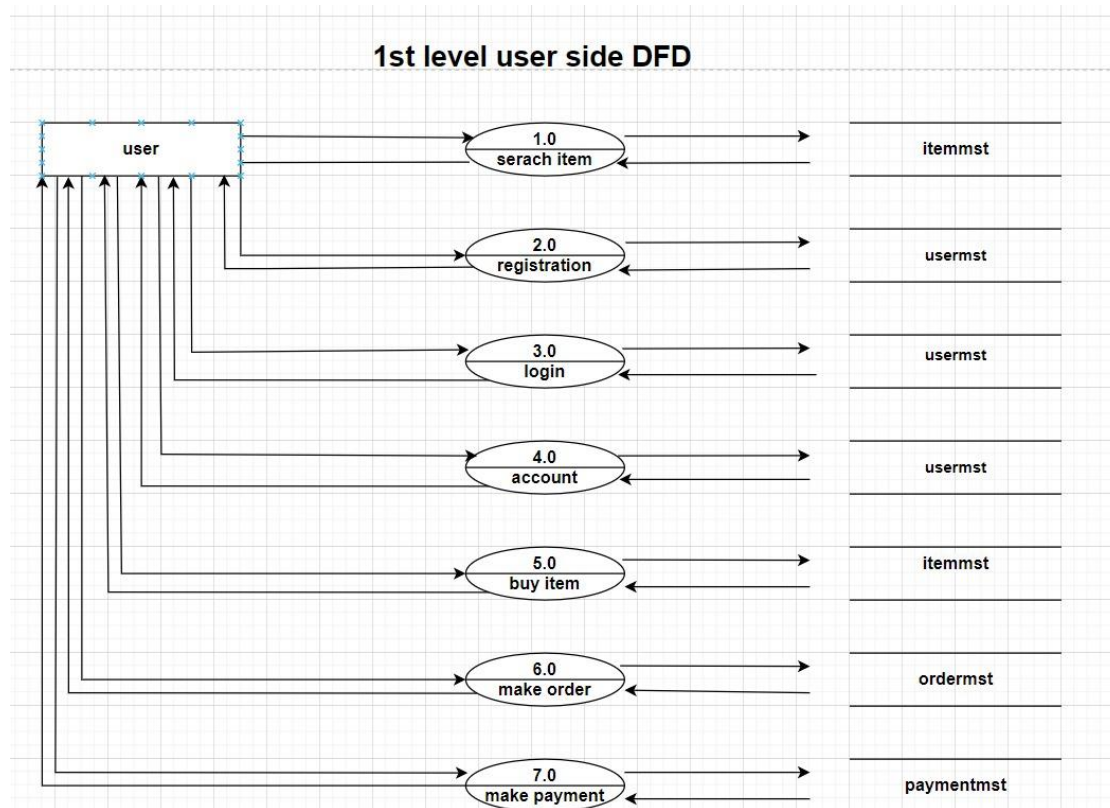 1st level user side DFD
user
1.0
serach item
itemmst
2.0
registration
usermst
3.0
login
usermst
4.0
account
usermst
5.0
buy item
itemmst
6.0
make order
ordermst
7.0
make payment
paymentmst